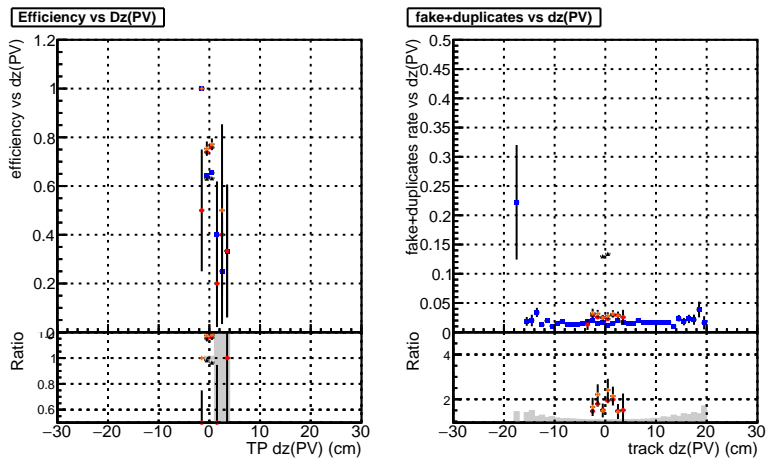 Efficiency vs Dz(PV)
efficiency vs dz(PV)
1.2
1
0.8
0.6
0.4
0.2
0
Ratio
1
0.8
0.6
−30 −20 −10 0 10 20 30
TP dz(PV) (cm)
fake+duplicates vs dz(PV)
fake+duplicates rate vs dz(PV)
0.5
0.45
0.4
0.35
0.3
0.25
0.2
0.15
0.1
0.05
0
Ratio
4
2
−30 −20 −10 0 10 20 30
track dz(PV) (cm)